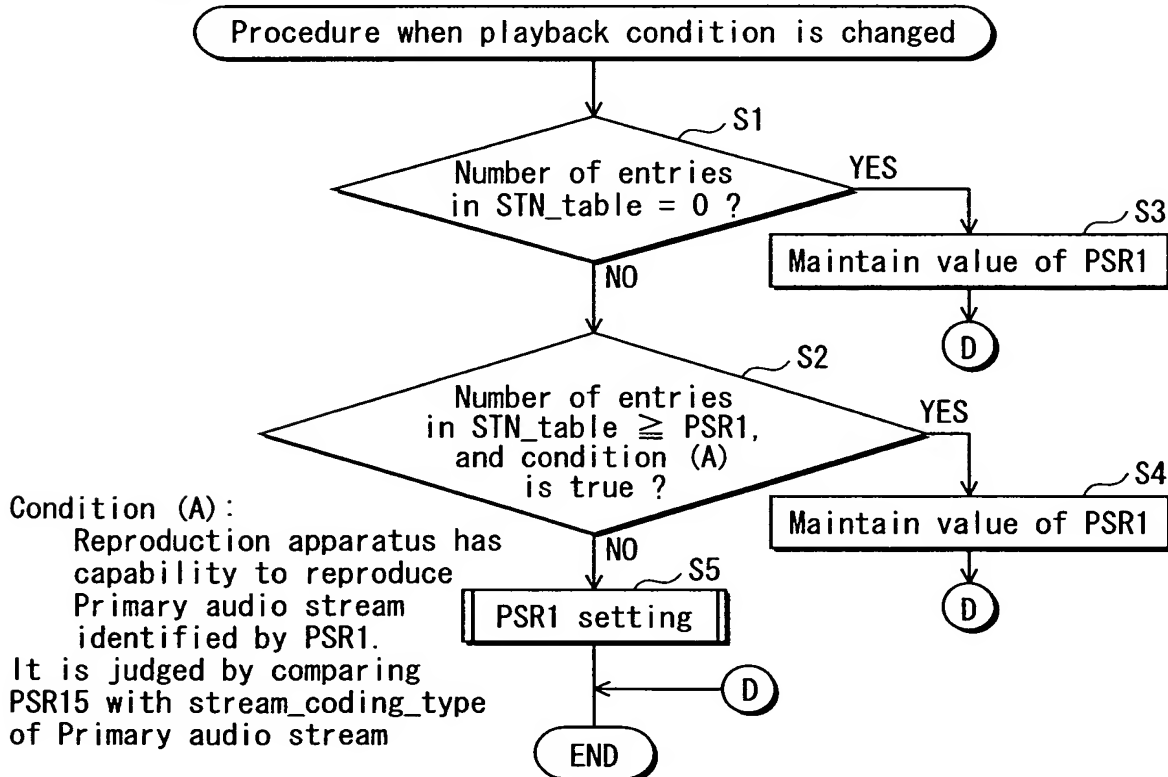 Procedure when playback condition is changed
S1
Number of entries
in STN_table = 0 ?
YES
S3
Maintain value of PSR1
D
NO
S2
Number of entries
in STN_table ≧ PSR1,
and condition (A)
is true ?
YES
S4
Maintain value of PSR1
D
NO
S5
PSR1 setting
D
END
Condition (A):
Reproduction apparatus has
capability to reproduce
Primary audio stream
identified by PSR1.
It is judged by comparing
PSR15 with stream_coding_type
of Primary audio stream